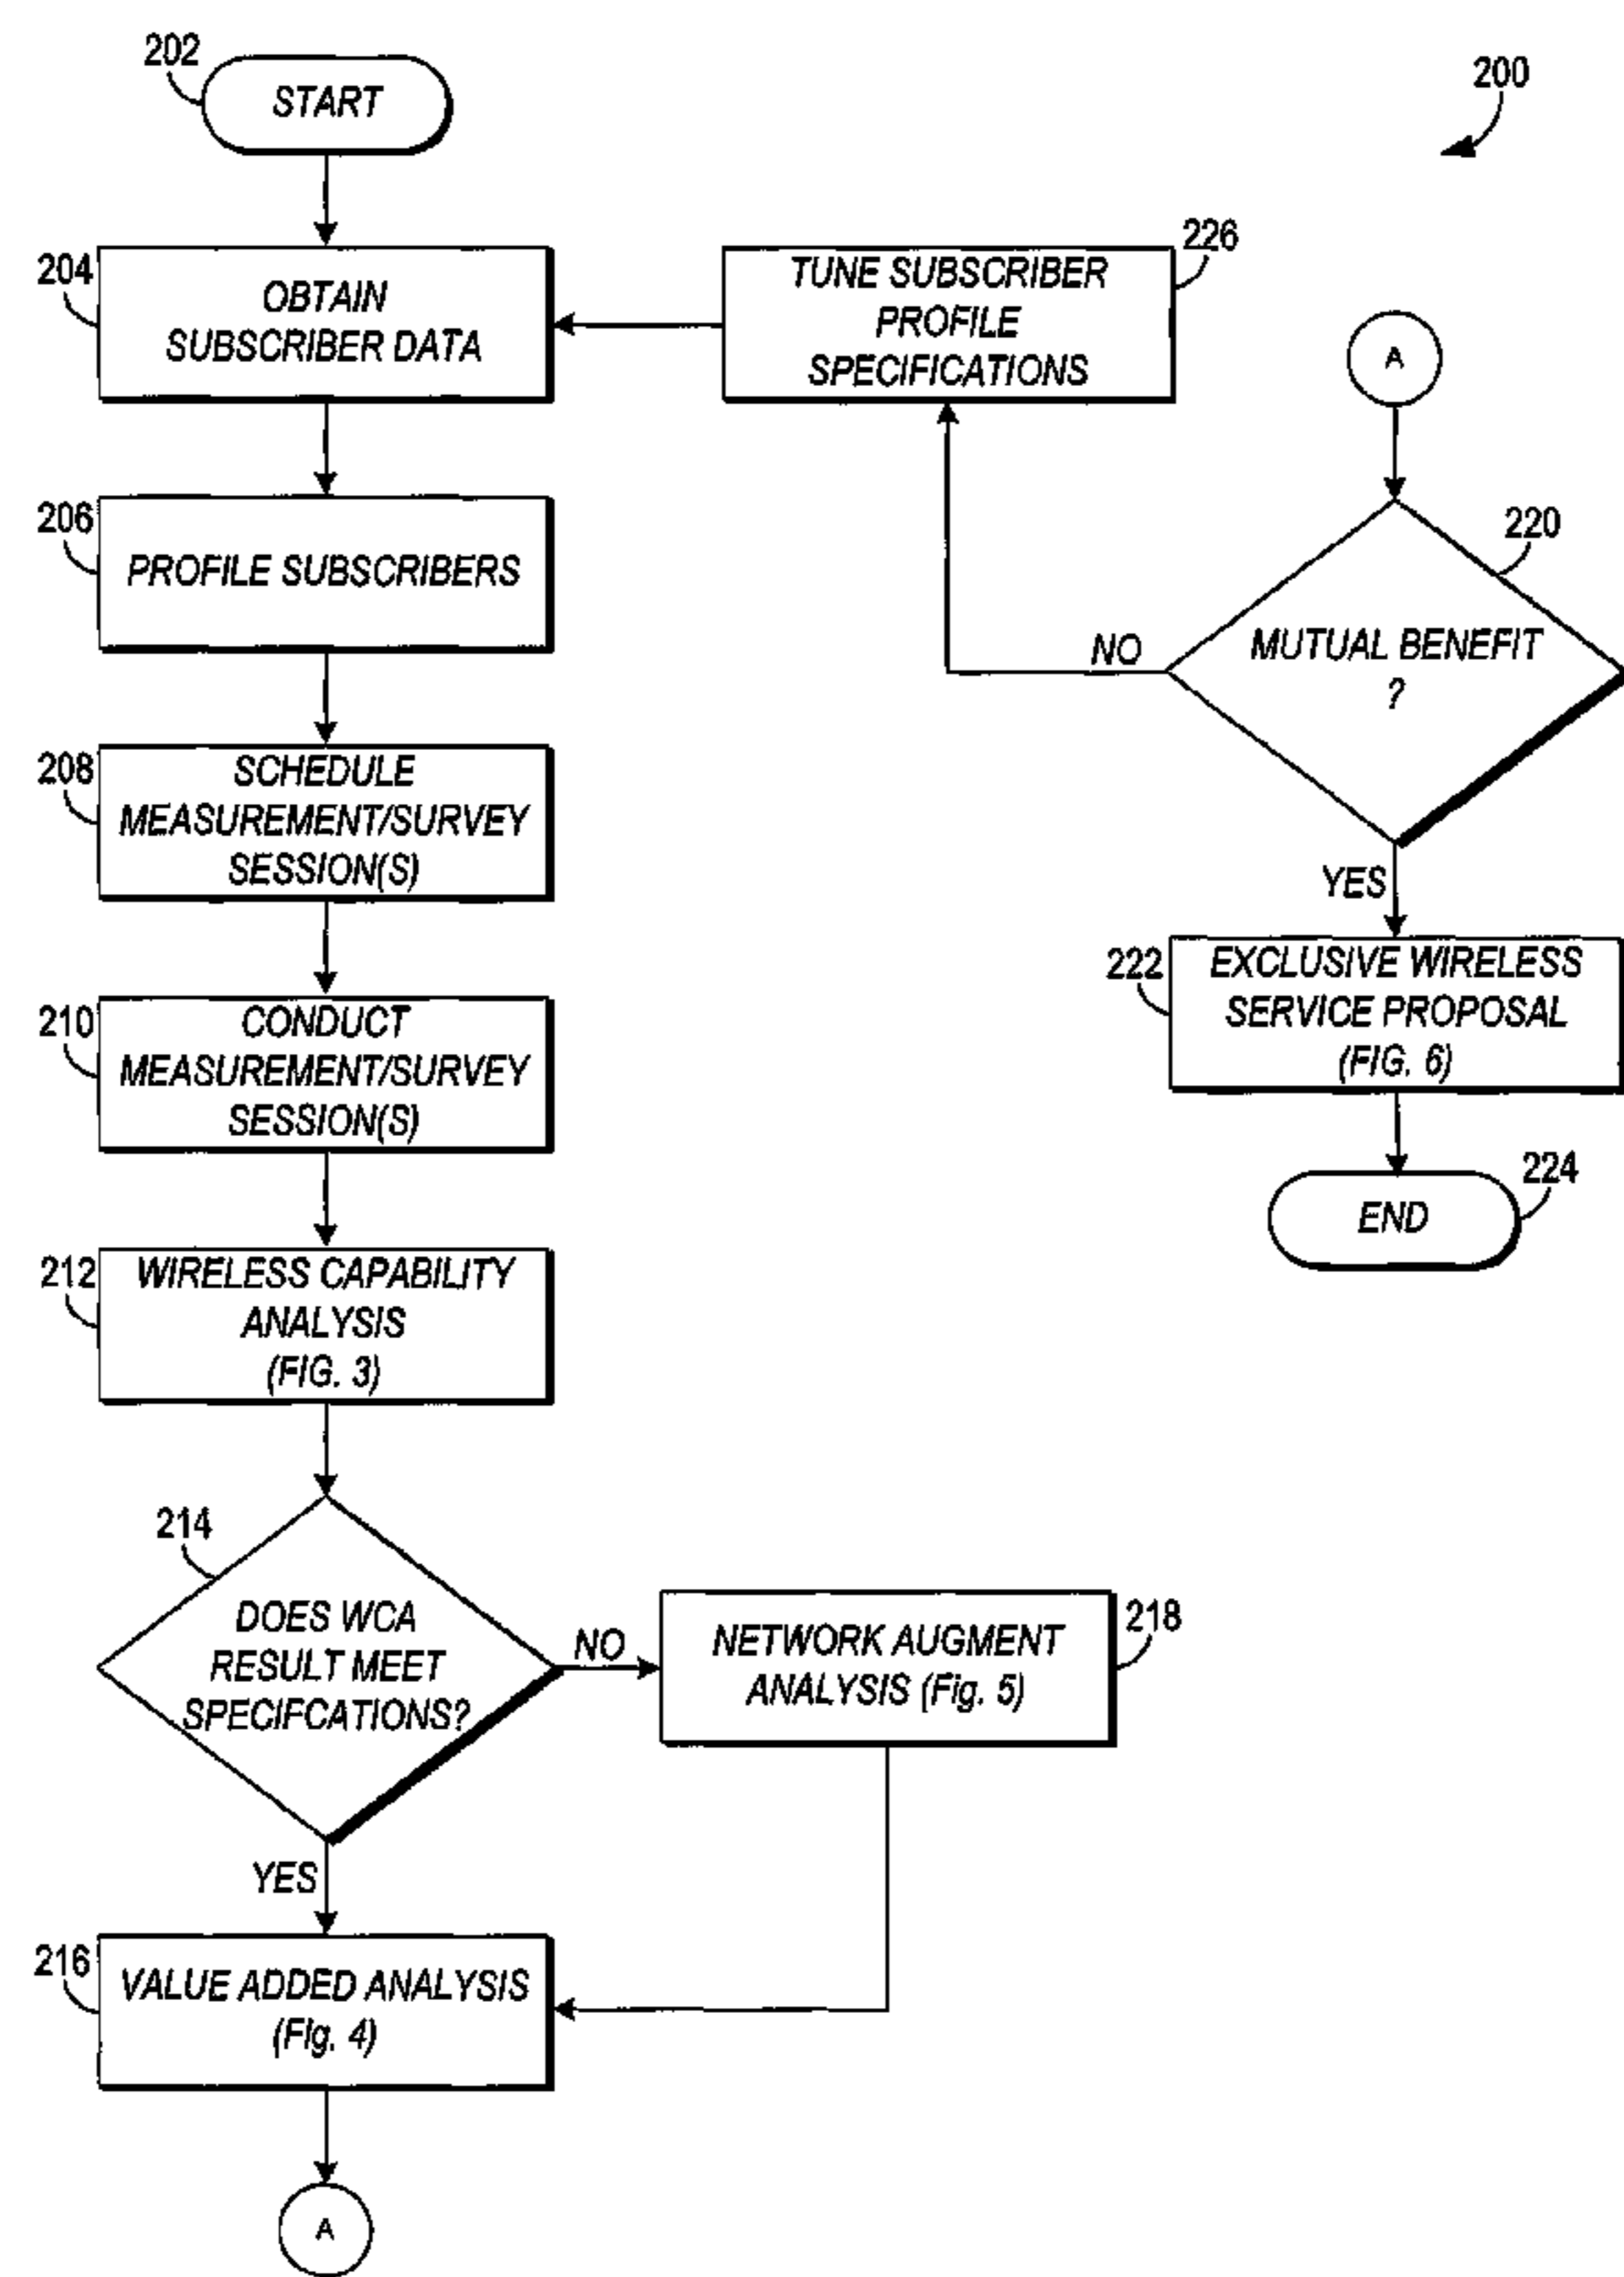 202
START
200
204
OBTAIN
SUBSCRIBER DATA
226
TUNE SUBSCRIBER
PROFILE
SPECIFICATIONS
A
206
PROFILE SUBSCRIBERS
220
MUTUAL BENEFIT
?
NO
YES
208
SCHEDULE
MEASUREMENT/SURVEY
SESSION(S)
222
EXCLUSIVE WIRELESS
SERVICE PROPOSAL
(FIG. 6)
210
CONDUCT
MEASUREMENT/SURVEY
SESSION(S)
224
END
212
WIRELESS CAPABILITY
ANALYSIS
(FIG. 3)
214
DOES WCA
RESULT MEET
SPECIFCATIONS?
NO
218
NETWORK AUGMENT
ANALYSIS (Fig. 5)
YES
216
VALUE ADDED ANALYSIS
(Fig. 4)
A